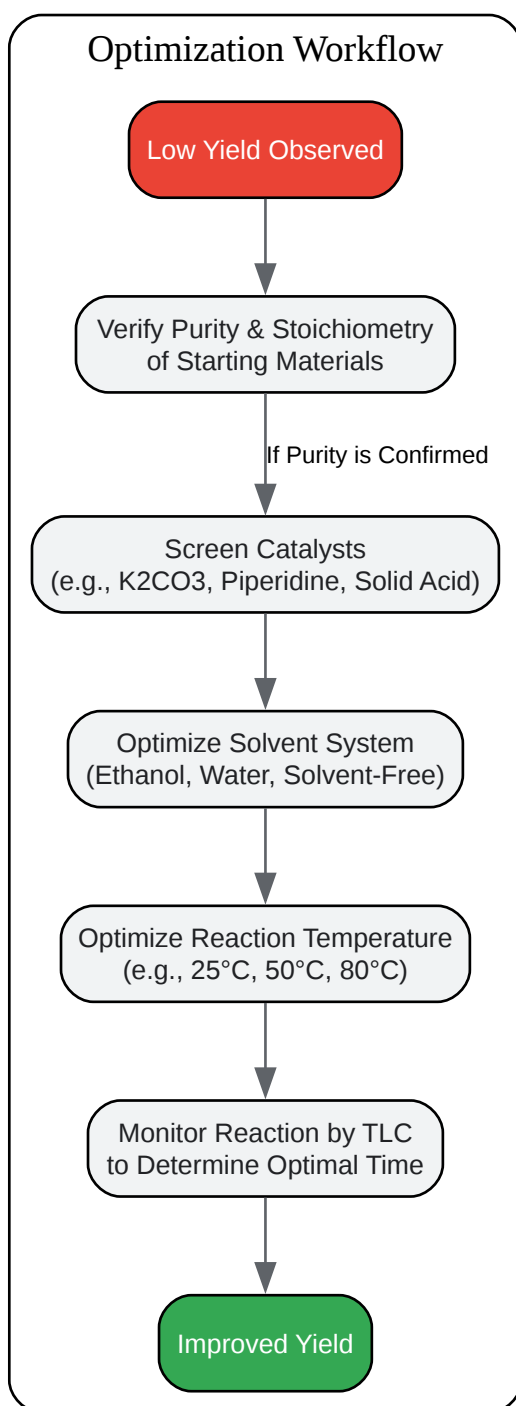 Optimization Workflow
Low Yield Observed
Verify Purity & Stoichiometry
of Starting Materials
If Purity is Confirmed
Screen Catalysts
(e.g., K2CO3, Piperidine, Solid Acid)
Optimize Solvent System
(Ethanol, Water, Solvent-Free)
Optimize Reaction Temperature
(e.g., 25°C, 50°C, 80°C)
Monitor Reaction by TLC
to Determine Optimal Time
Improved Yield